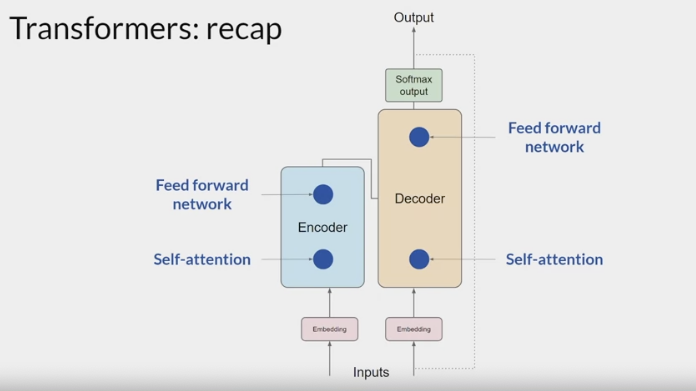 Transformers: recap
Output
Softmax
output
Feed forward
network
Feed forward
network
Decoder
Encoder
Self-attention
Self-attention
Embedding
Embedding
Inputs